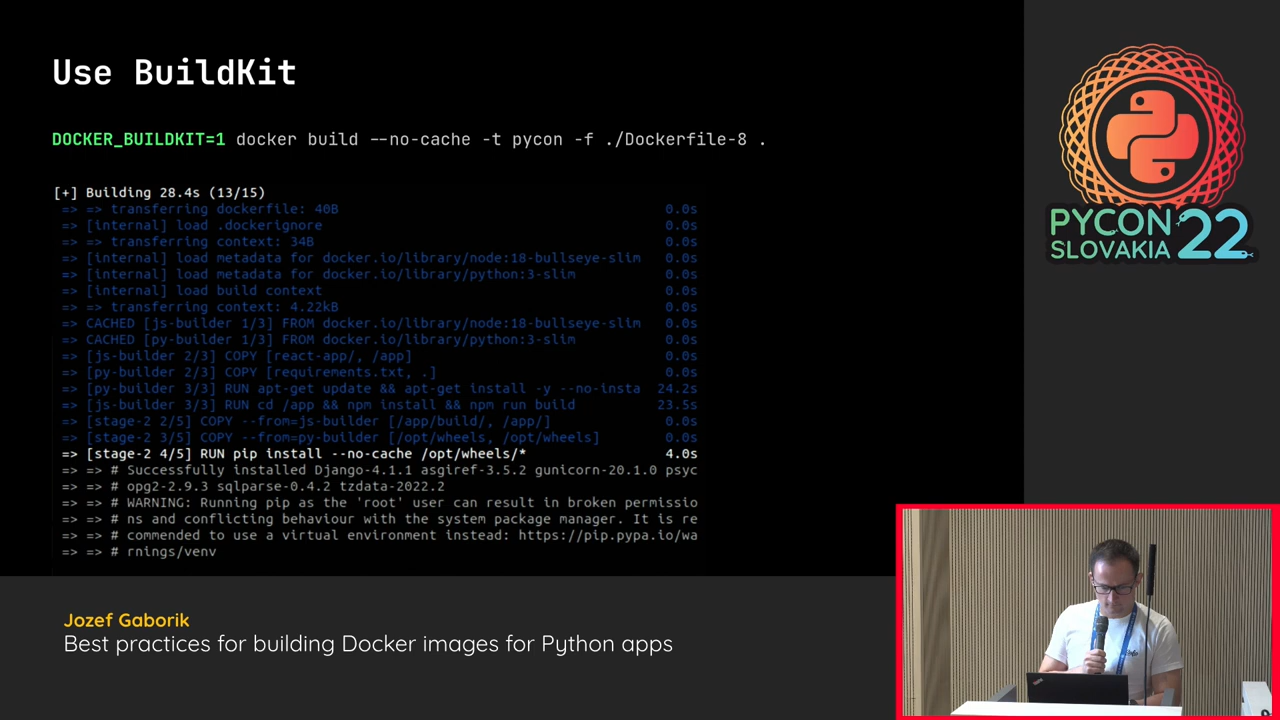 Use BuildKit
DOCKER_BUILDKIT=1 docker build --no-cache -t pycon -f ./Dockerfile-8 .
[+] Building 28.4s (13/15)
=> => transferring dockerfile: 40B 0.0s
=> [internal] load .dockerignore 0.0s
=> => transferring context: 34B 0.0s
=> [internal] load metadata for docker.io/library/node:18-bullseye-slim 0.0s
=> [internal] load metadata for docker.io/library/python:3-slim 0.0s
=> [internal] load build context 0.0s
=> => transferring context: 4.22kB 0.0s
=> CACHED [js-builder 1/3] FROM docker.io/library/node:18-bullseye-slim 0.0s
=> CACHED [py-builder 1/3] FROM docker.io/library/python:3-slim 0.0s
=> [js-builder 2/3] COPY [react-app/, /app] 0.0s
=> [py-builder 2/3] COPY [requirements.txt, .] 0.0s
=> [py-builder 3/3] RUN apt-get update && apt-get install -y --no-insta 24.2s
=> [js-builder 3/3] RUN cd /app && npm install && npm run build 23.5s
=> [stage-2 2/5] COPY --from=js-builder [/app/build/, /app/] 0.0s
=> [stage-2 3/5] COPY --from=py-builder [/opt/wheels, /opt/wheels] 0.0s
=> [stage-2 4/5] RUN pip install --no-cache /opt/wheels/* 4.0s
=> => # Successfully installed Django-4.1.1 asgiref-3.5.2 gunicorn-20.1.0 psyc
=> => # opg2-2.9.3 sqlparse-0.4.2 tzdata-2022.2
=> => # WARNING: Running pip as the 'root' user can result in broken permissio
=> => # ns and conflicting behaviour with the system package manager. It is re
=> => # commended to use a virtual environment instead: https://pip.pypa.io/wa
=> => # rnings/venv
PYCON
SLOVAKIA 22
Jozef Gaborik
Best practices for building Docker images for Python apps